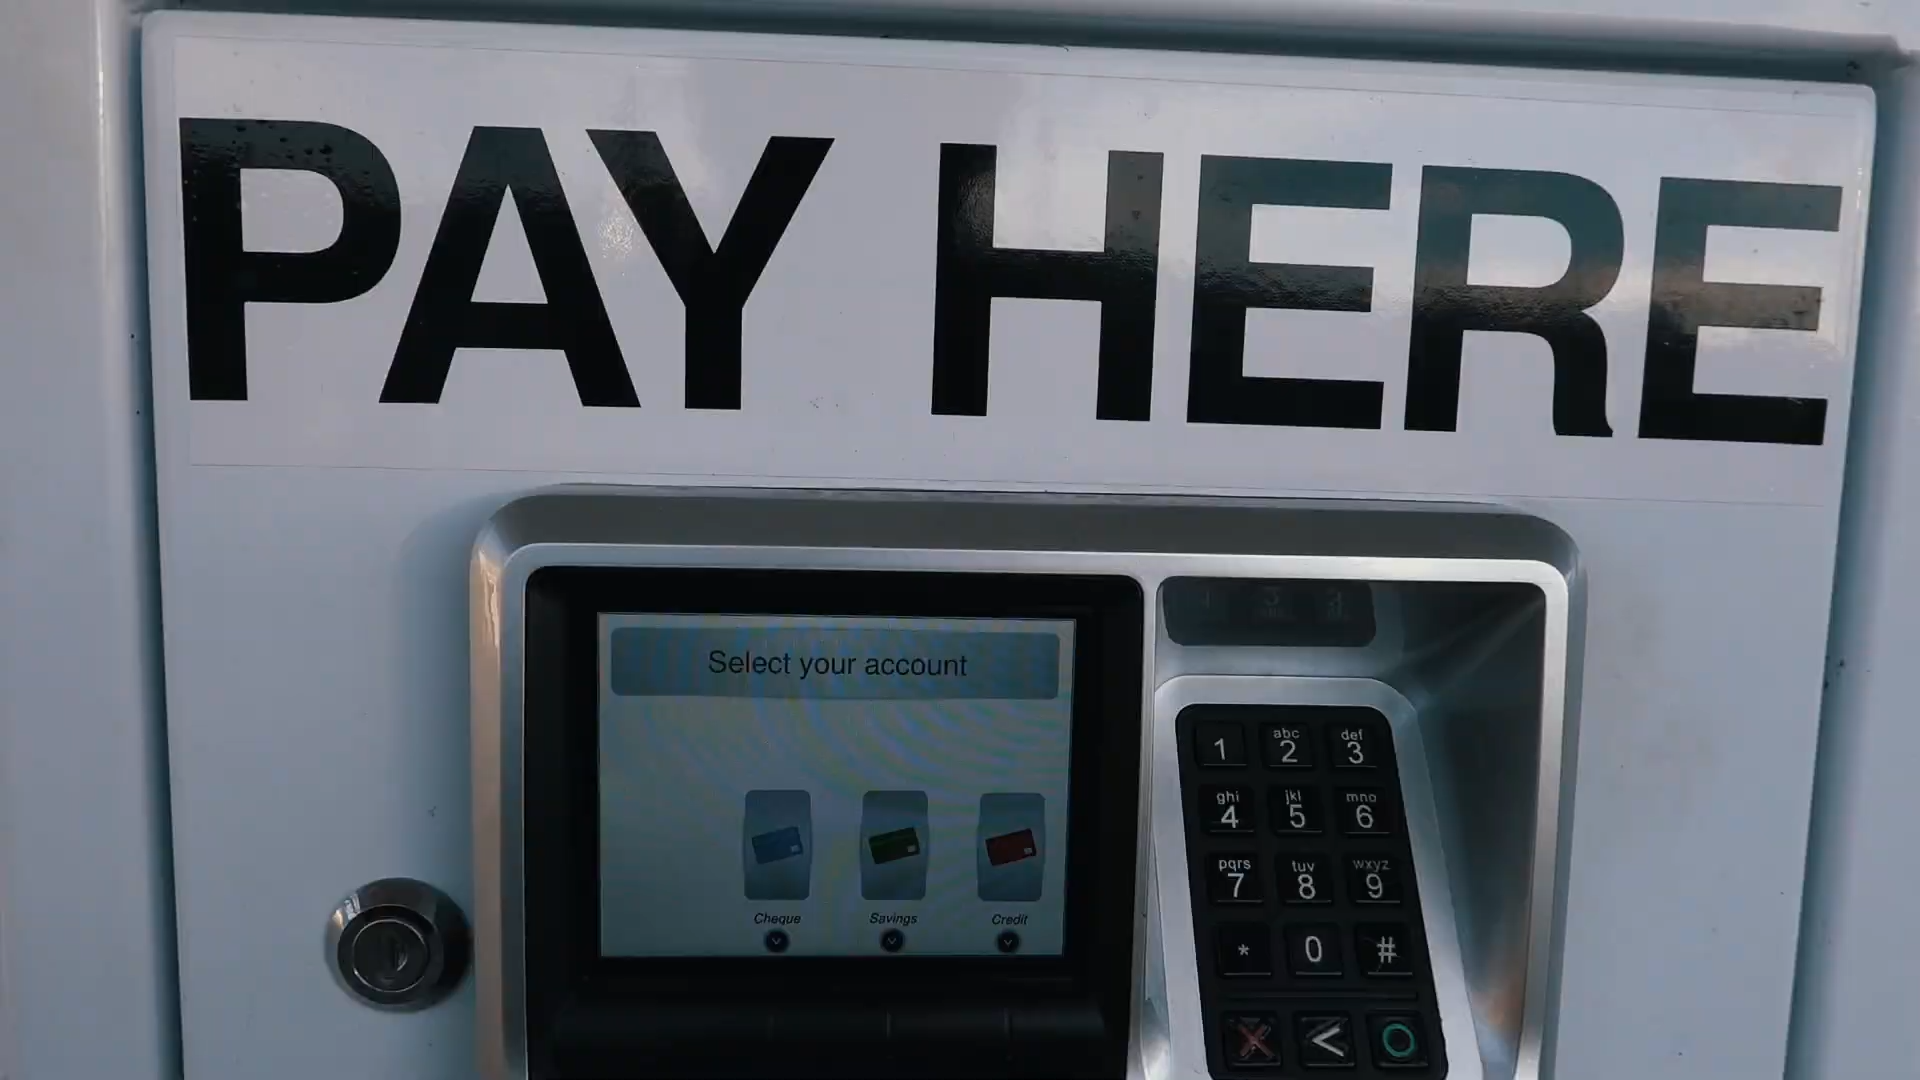 PAY HERE
Select your account
Cheque Savings Credit
1 abc 2 def 3
ghi 4 jkl 5 mno 6
pqrs 7 tuv 8 wxyz 9
* 0 #
X < O